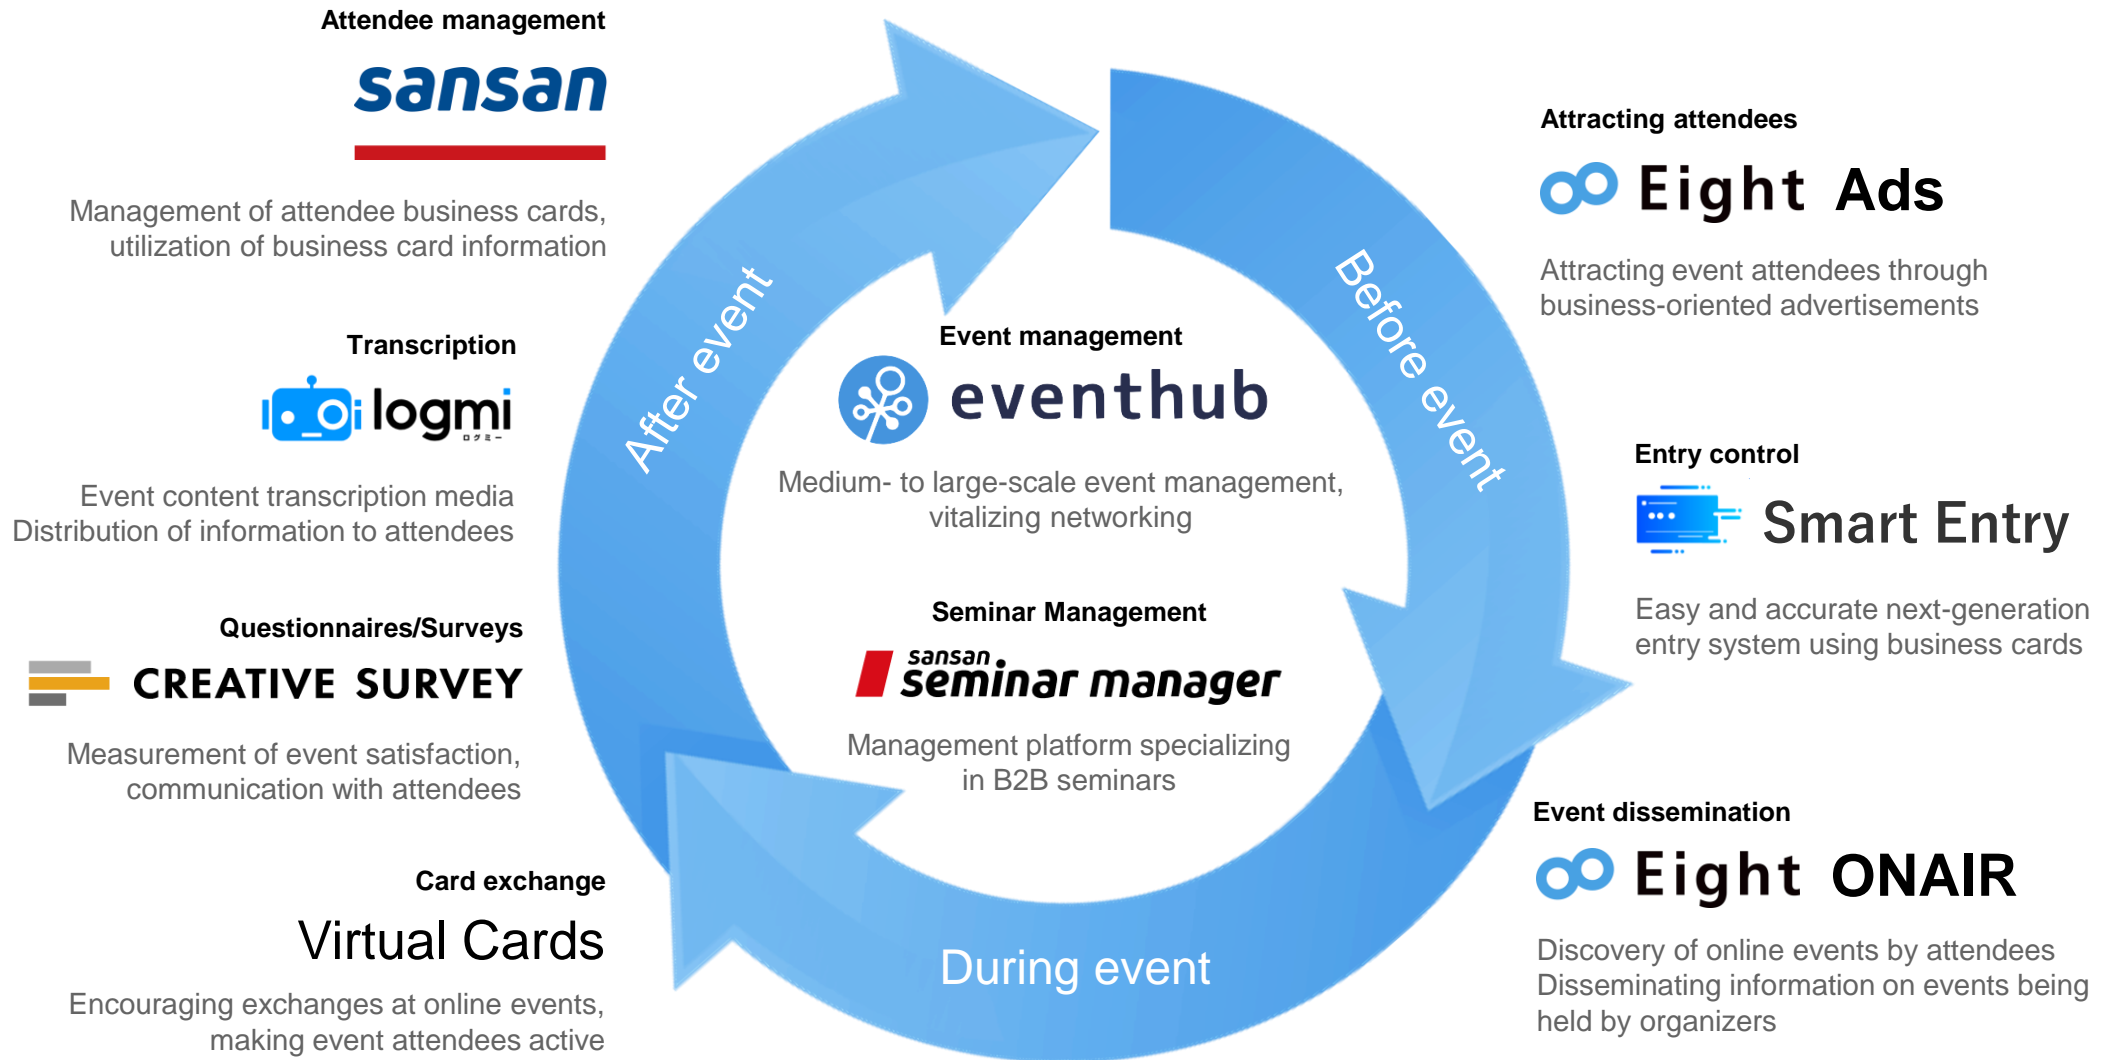 Attendee management
sansan
Management of attendee business cards,
utilization of business card information
Transcription
logmi
ログミー
Event content transcription media
Distribution of information to attendees
Questionnaires/Surveys
CREATIVE SURVEY
Measurement of event satisfaction,
communication with attendees
Card exchange
Virtual Cards
Encouraging exchanges at online events,
making event attendees active
After event
Before event
During event
Event management
eventhub
Medium- to large-scale event management,
vitalizing networking
Seminar Management
sansan
seminar manager
Management platform specializing
in B2B seminars
Attracting attendees
Eight Ads
Attracting event attendees through
business-oriented advertisements
Entry control
Smart Entry
Easy and accurate next-generation
entry system using business cards
Event dissemination
Eight ONAIR
Discovery of online events by attendees
Disseminating information on events being
held by organizers